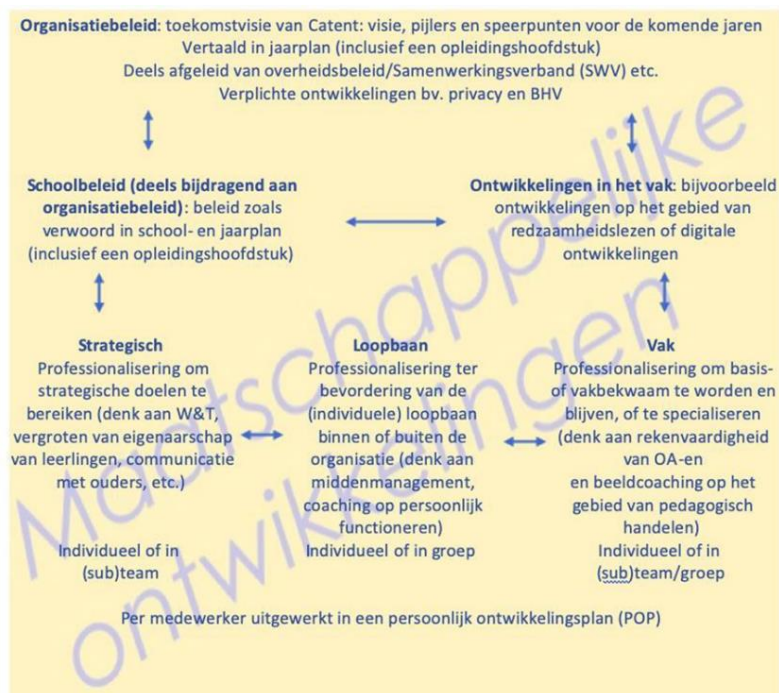 Organisatiebeleid: toekomstvisie van Catent: visie, pijlers en speerpunten voor de komende jaren
Vertaald in jaarplan (inclusief een opleidingshoofdstuk)
Deels afgeleid van overheidsbeleid/Samenwerkingsverband (SWV) etc.
Verplichte ontwikkelingen bv. privacy en BHV
Schoolbeleid (deels bijdragend aan
organisatiebeleid): beleid zoals
verwoord in school- en jaarplan
(inclusief een opleidingshoofdstuk)
Ontwikkelingen in het vak: bijvoorbeeld
ontwikkelingen op het gebied van
redzaamheidslezen of digitale
ontwikkelingen
Strategisch
Professionalisering om
strategische doelen te
bereiken (denk aan W&T,
vergroten van eigenaarschap
van leerlingen, communicatie
met ouders, etc.)
Individueel of in
(sub)team
Loopbaan
Professionalisering ter
bevordering van de
(individuele) loopbaan
binnen of buiten de
organisatie (denk aan
middenmanagement,
coaching op persoonlijk
functioneren)
Individueel of in groep
Vak
Professionalisering om basis-
of vakbekwaam te worden en
blijven, of te specialiseren
(denk aan rekenvaardigheid
van OA-en
en beeldcoaching op het
gebied van pedagogisch
handelen)
Individueel of in
(sub)team/groep
Per medewerker uitgewerkt in een persoonlijk ontwikkelingsplan (POP)
Maatschappelijke
ontwikkelingen